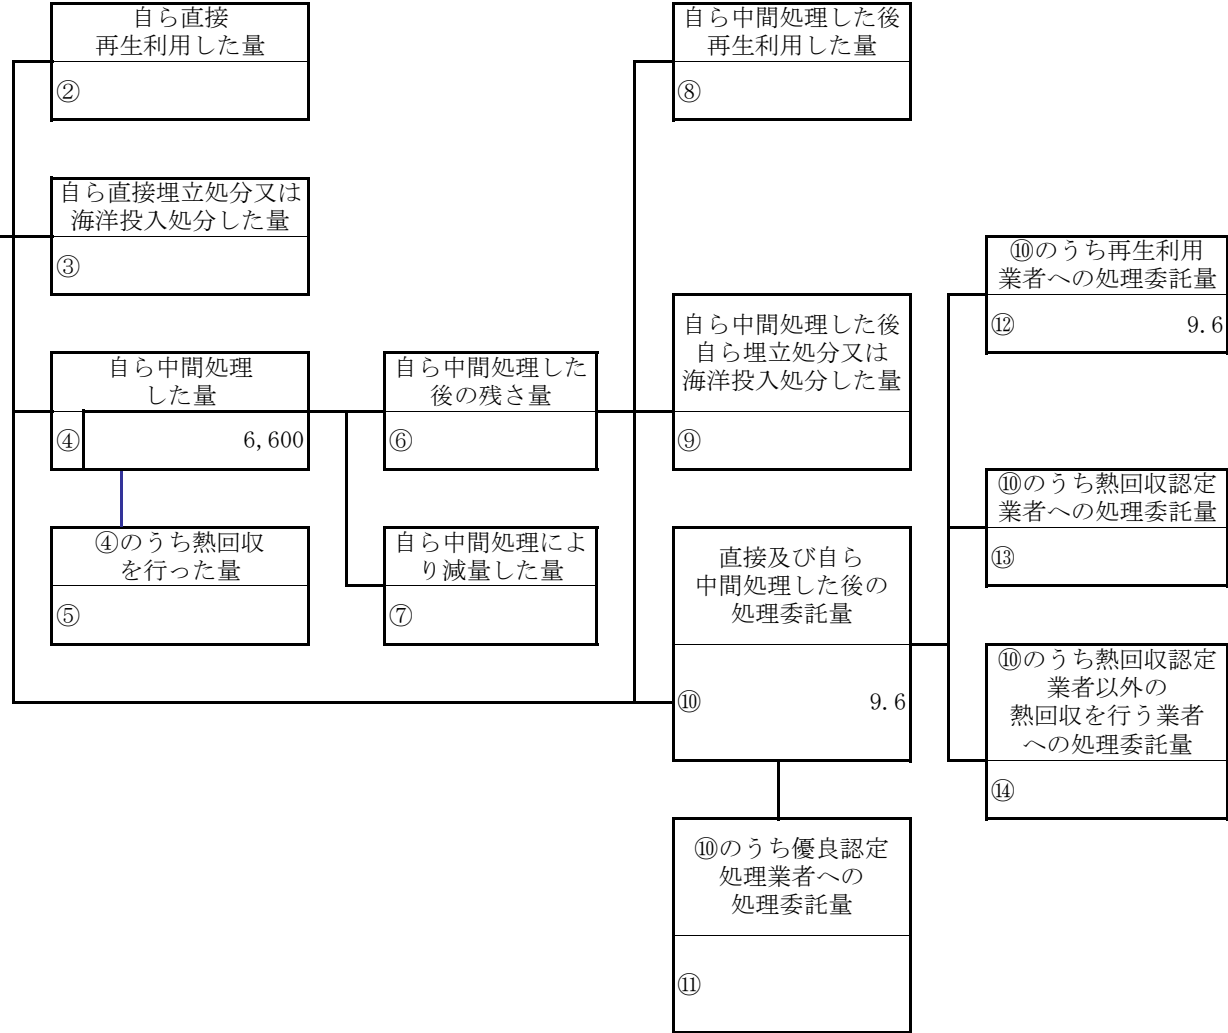 自ら直接
再生利用した量
②
自ら直接埋立処分又は
海洋投入処分した量
③
自ら中間処理
した量
④ 6,600
④のうち熱回収
を行った量
⑤
自ら中間処理した
後の残さ量
⑥
自ら中間処理によ
り減量した量
⑦
自ら中間処理した後
再生利用した量
⑧
自ら中間処理した後
自ら埋立処分又は
海洋投入処分した量
⑨
直接及び自ら
中間処理した後の
処理委託量
⑩ 9.6
⑩のうち優良認定
処理業者への
処理委託量
⑪
⑩のうち再生利用
業者への処理委託量
⑫ 9.6
⑩のうち熱回収認定
業者への処理委託量
⑬
⑩のうち熱回収認定
業者以外の
熱回収を行う業者
への処理委託量
⑭